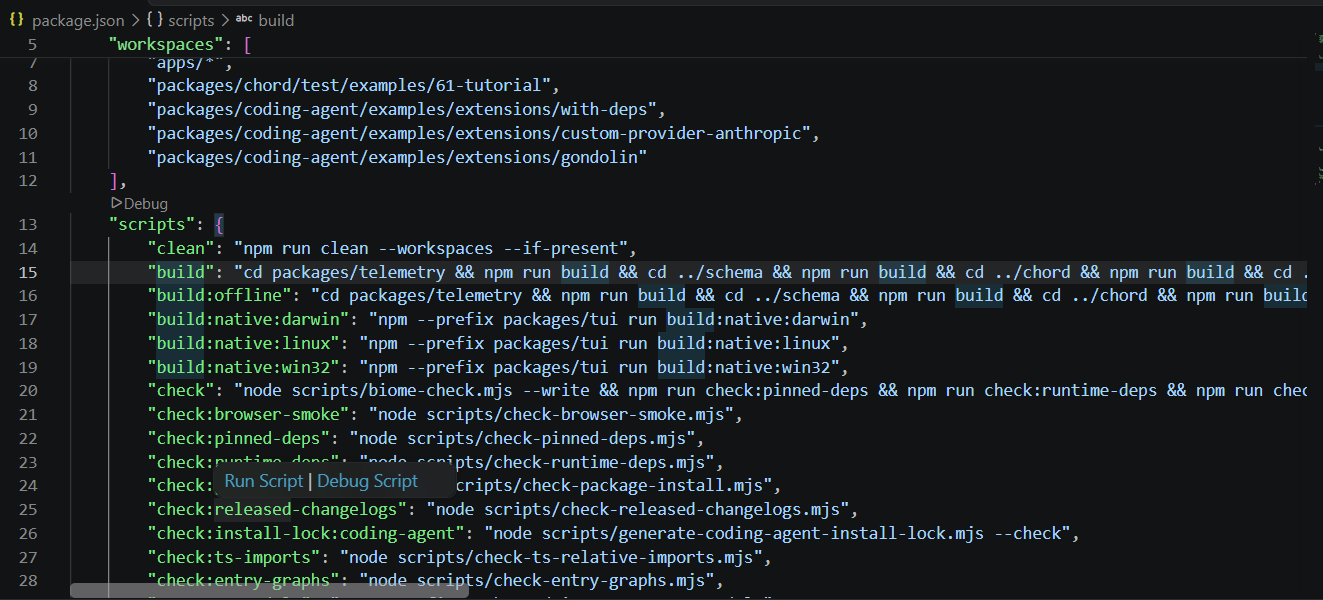 {} package.json > {} scripts > abc build
5 "workspaces": [
7 "apps/*",
8 "packages/chord/test/examples/61-tutorial",
9 "packages/coding-agent/examples/extensions/with-deps",
10 "packages/coding-agent/examples/extensions/custom-provider-anthropic",
11 "packages/coding-agent/examples/extensions/gondolin"
12 ],
Debug
13 "scripts": {
14 "clean": "npm run clean --workspaces --if-present",
15 "build": "cd packages/telemetry && npm run build && cd ../schema && npm run build && cd ../chord && npm run build && cd .
16 "build:offline": "cd packages/telemetry && npm run build && cd ../schema && npm run build && cd ../chord && npm run build
17 "build:native:darwin": "npm --prefix packages/tui run build:native:darwin",
18 "build:native:linux": "npm --prefix packages/tui run build:native:linux",
19 "build:native:win32": "npm --prefix packages/tui run build:native:win32",
20 "check": "node scripts/biome-check.mjs --write && npm run check:pinned-deps && npm run check:runtime-deps && npm run chec
21 "check:browser-smoke": "node scripts/check-browser-smoke.mjs",
22 "check:pinned-deps": "node scripts/check-pinned-deps.mjs",
23 "check:runtime-deps": "node scripts/check-runtime-deps.mjs",
24 "check: Run Script | Debug Script cripts/check-package-install.mjs",
25 "check:released-changelogs": "node scripts/check-released-changelogs.mjs",
26 "check:install-lock:coding-agent": "node scripts/generate-coding-agent-install-lock.mjs --check",
27 "check:ts-imports": "node scripts/check-ts-relative-imports.mjs",
28 "check:entry-graphs": "node scripts/check-entry-graphs.mjs",